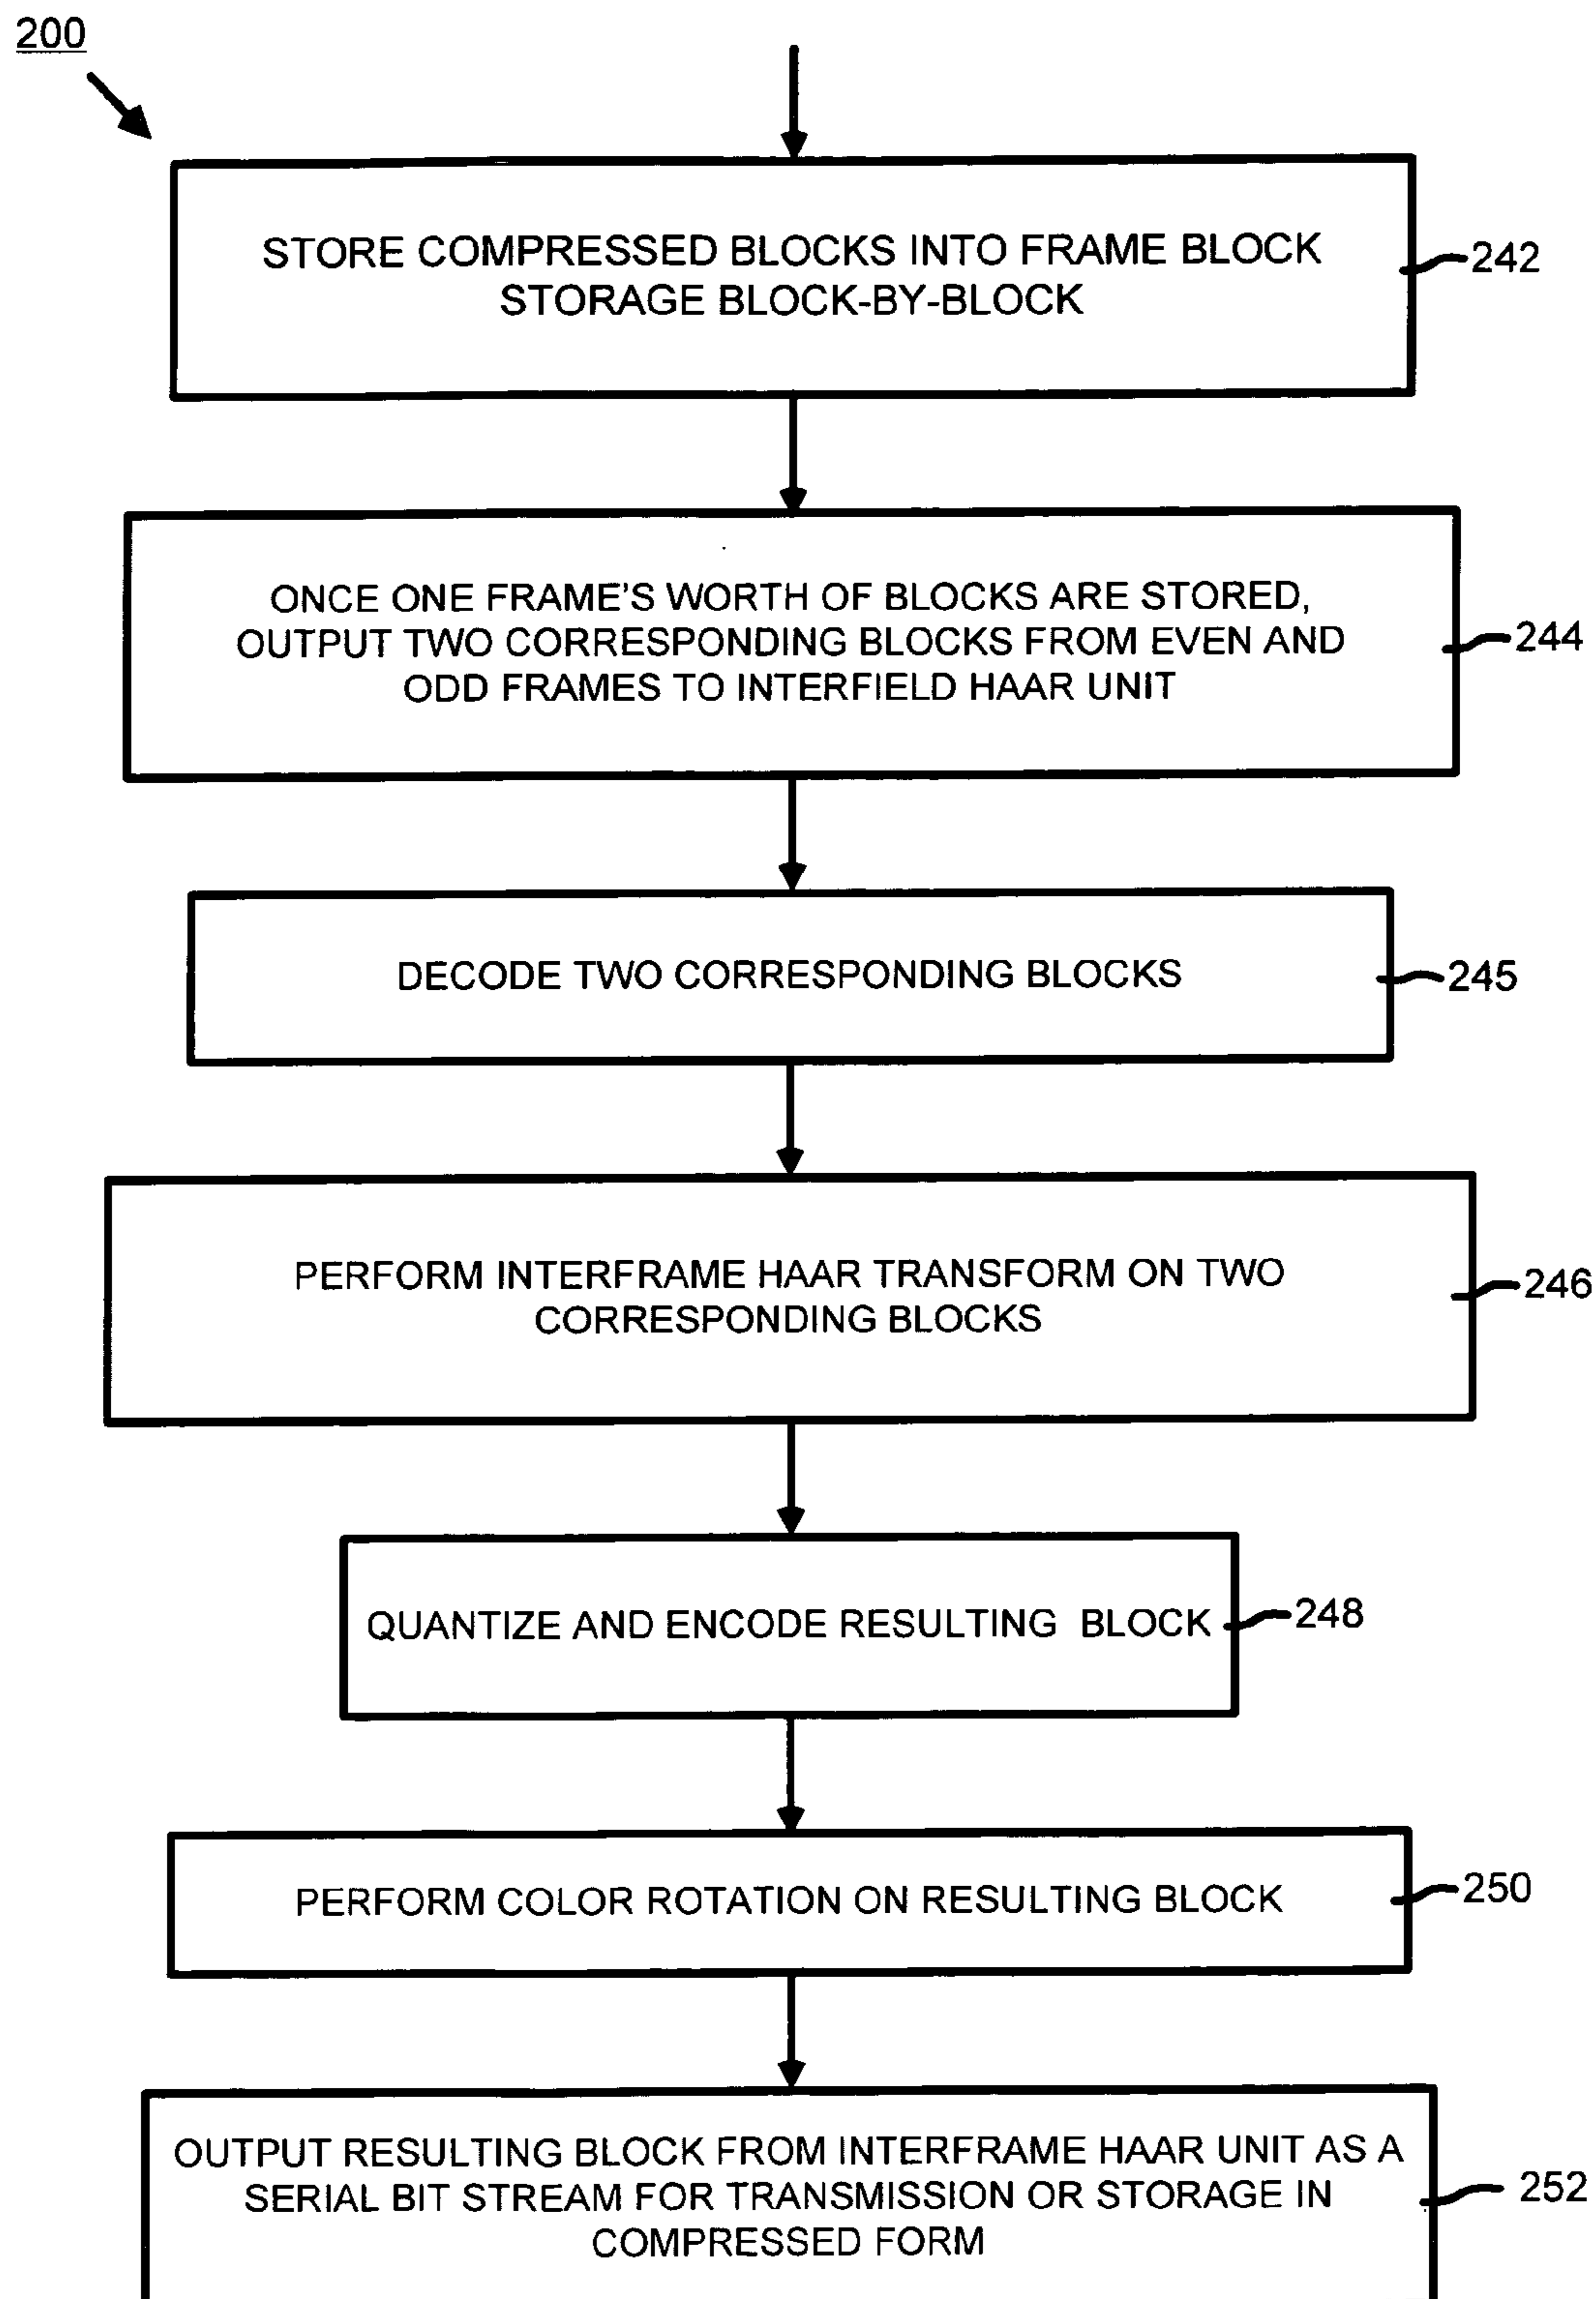 200
STORE COMPRESSED BLOCKS INTO FRAME BLOCK
STORAGE BLOCK-BY-BLOCK
242
ONCE ONE FRAME'S WORTH OF BLOCKS ARE STORED,
OUTPUT TWO CORRESPONDING BLOCKS FROM EVEN AND
ODD FRAMES TO INTERFIELD HAAR UNIT
244
DECODE TWO CORRESPONDING BLOCKS
245
PERFORM INTERFRAME HAAR TRANSFORM ON TWO
CORRESPONDING BLOCKS
246
QUANTIZE AND ENCODE RESULTING BLOCK
248
PERFORM COLOR ROTATION ON RESULTING BLOCK
250
OUTPUT RESULTING BLOCK FROM INTERFRAME HAAR UNIT AS A
SERIAL BIT STREAM FOR TRANSMISSION OR STORAGE IN
COMPRESSED FORM
252